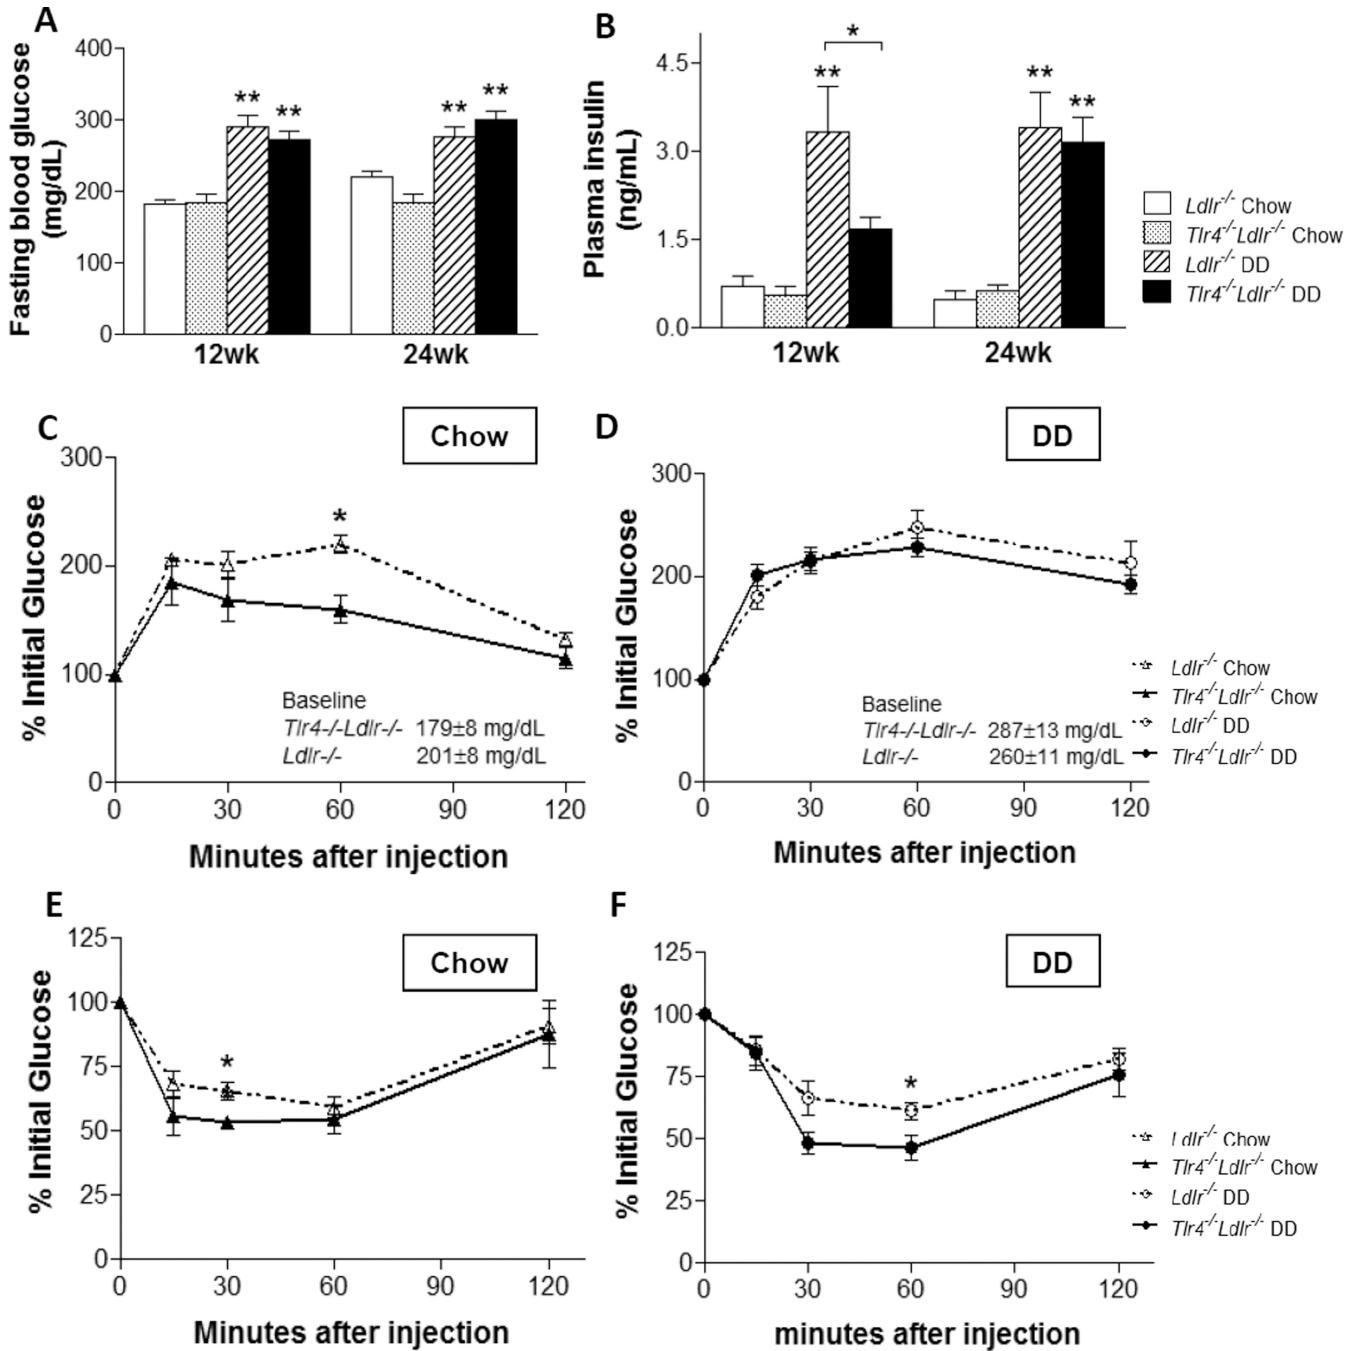 A
Fasting blood glucose
(mg/dL)
400
300
200
100
0
**
**
**
**
12wk
24wk
B
Plasma insulin
(ng/mL)
4.5
3.0
1.5
0.0
*
**
**
**
12wk
24wk
Ldlr-/- Chow
Tlr4-/-Ldlr-/- Chow
Ldlr-/- DD
Tlr4-/-Ldlr-/- DD
C
Chow
% Initial Glucose
300
200
100
0
*
Baseline
Tlr4-/-Ldlr-/- 179±8 mg/dL
Ldlr-/- 201±8 mg/dL
0 30 60 90 120
Minutes after injection
D
DD
% Initial Glucose
300
200
100
0
Baseline
Tlr4-/-Ldlr-/- 287±13 mg/dL
Ldlr-/- 260±11 mg/dL
0 30 60 90 120
Minutes after injection
Ldlr-/- Chow
Tlr4-/-Ldlr-/- Chow
Ldlr-/- DD
Tlr4-/-Ldlr-/- DD
E
Chow
% Initial Glucose
125
100
75
50
25
0
*
0 30 60 90 120
Minutes after injection
F
DD
% Initial Glucose
125
100
75
50
25
0
*
0 30 60 90 120
minutes after injection
Ldlr-/- Chow
Tlr4-/-Ldlr-/- Chow
Ldlr-/- DD
Tlr4-/-Ldlr-/- DD